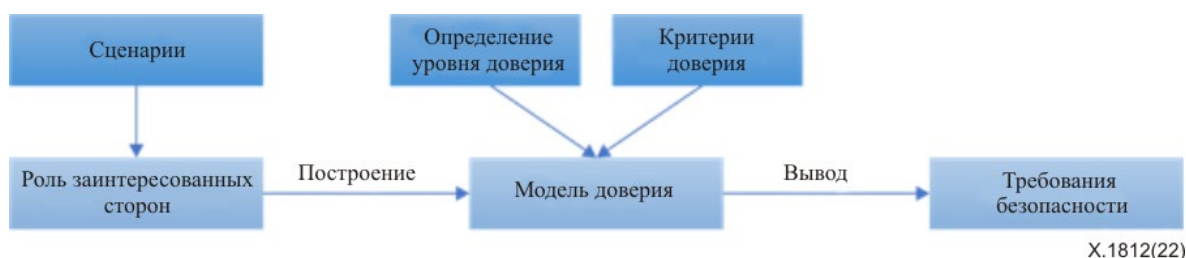 Сценарии
Определение
уровня доверия
Критерии
доверия
Роль заинтересованных
сторон
Построение
Модель доверия
Вывод
Требования
безопасности
X.1812(22)